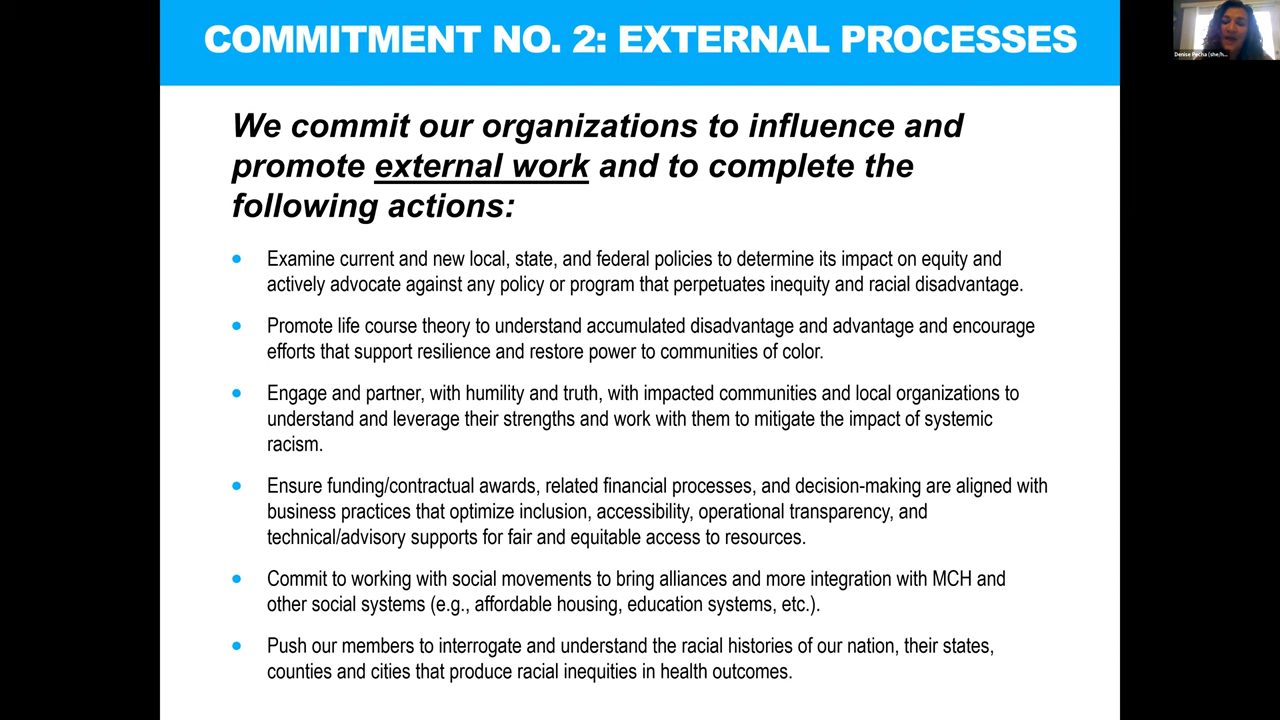 COMMITMENT NO. 2: EXTERNAL PROCESSES
Denise Pecha (she/h...
We commit our organizations to influence and
promote external work and to complete the
following actions:
• Examine current and new local, state, and federal policies to determine its impact on equity and
actively advocate against any policy or program that perpetuates inequity and racial disadvantage.
• Promote life course theory to understand accumulated disadvantage and advantage and encourage
efforts that support resilience and restore power to communities of color.
• Engage and partner, with humility and truth, with impacted communities and local organizations to
understand and leverage their strengths and work with them to mitigate the impact of systemic
racism.
• Ensure funding/contractual awards, related financial processes, and decision-making are aligned with
business practices that optimize inclusion, accessibility, operational transparency, and
technical/advisory supports for fair and equitable access to resources.
• Commit to working with social movements to bring alliances and more integration with MCH and
other social systems (e.g., affordable housing, education systems, etc.).
• Push our members to interrogate and understand the racial histories of our nation, their states,
counties and cities that produce racial inequities in health outcomes.